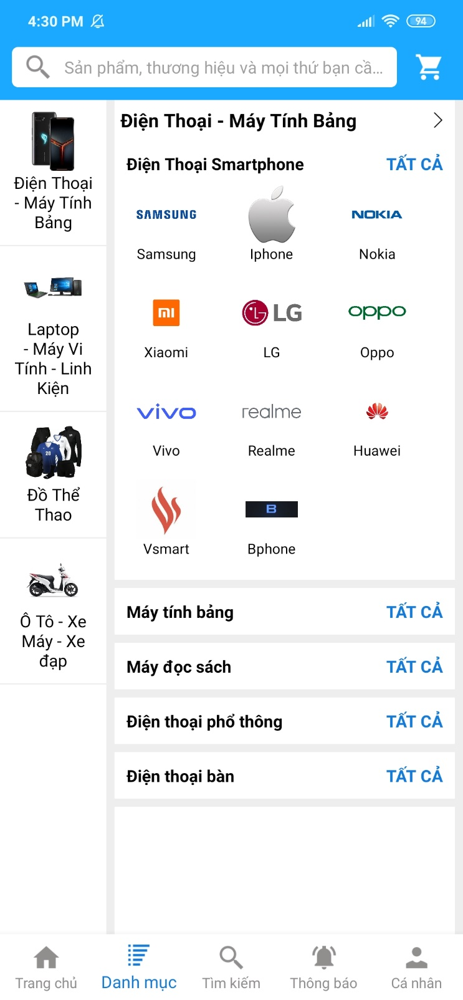 4:30 PM
94
Sản phẩm, thương hiệu và mọi thứ bạn cầ...
Điện Thoại
- Máy Tính
Bảng
Laptop
- Máy Vi
Tính - Linh
Kiện
Đồ Thể
Thao
Ô Tô - Xe
Máy - Xe
đạp
Điện Thoại - Máy Tính Bảng
Điện Thoại Smartphone TẤT CẢ
SAMSUNG NOKIA
Samsung Iphone Nokia
mi LG oppo
Xiaomi LG Oppo
vivo realme
Vivo Realme Huawei
B
Vsmart Bphone
Máy tính bảng TẤT CẢ
Máy đọc sách TẤT CẢ
Điện thoại phổ thông TẤT CẢ
Điện thoại bàn TẤT CẢ
Trang chủ Danh mục Tìm kiếm Thông báo Cá nhân